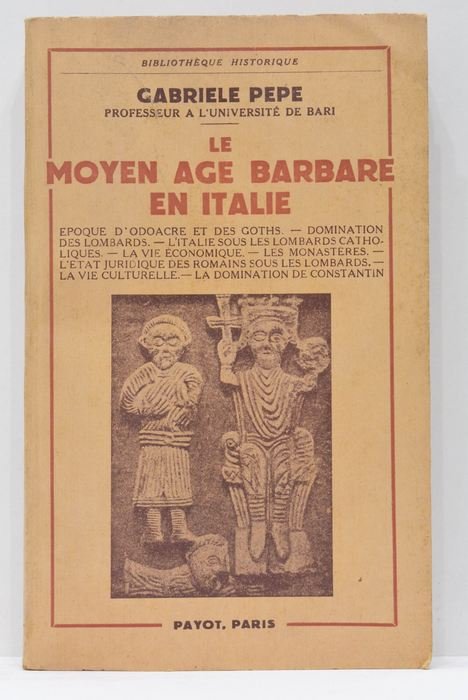 BIBLIOTHÈQUE HISTORIQUE
GABRIELE PEPE
PROFESSEUR A L'UNIVERSITÉ DE BARI
LE
MOYEN AGE BARBARE
EN ITALIE
EPOQUE D'ODOACRE ET DES GOTHS. — DOMINATION
DES LOMBARDS. — L'ITALIE SOUS LES LOMBARDS CATHO-
LIQUES. — LA VIE ÉCONOMIQUE. — LES MONASTÈRES. —
L'ETAT JURIDIQUE DES ROMAINS SOUS LES LOMBARDS. —
LA VIE CULTURELLE. — LA DOMINATION DE CONSTANTIN
PAYOT, PARIS